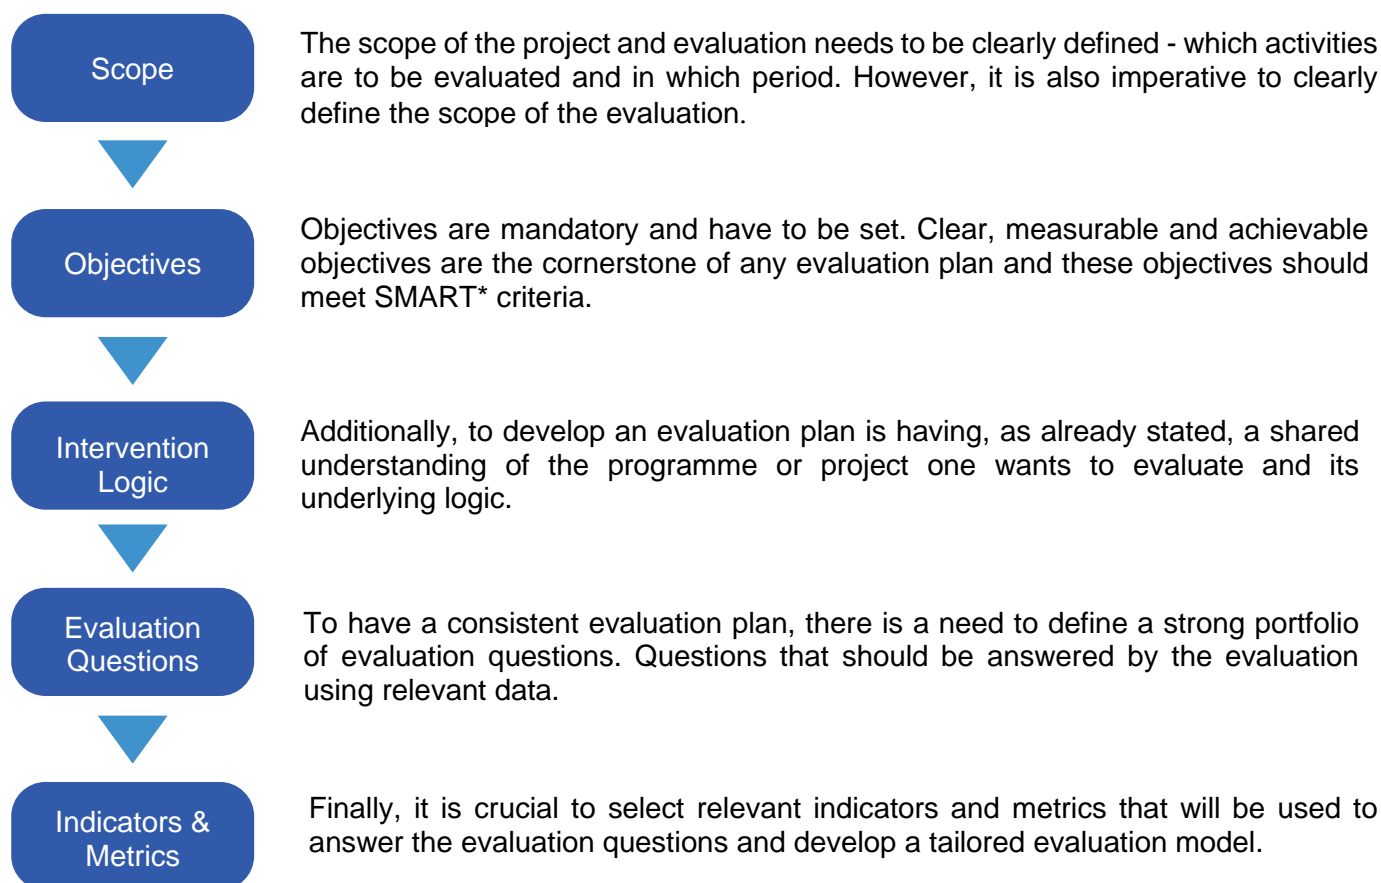 Scope
The scope of the project and evaluation needs to be clearly defined - which activities
are to be evaluated and in which period. However, it is also imperative to clearly
define the scope of the evaluation.
Objectives
Objectives are mandatory and have to be set. Clear, measurable and achievable
objectives are the cornerstone of any evaluation plan and these objectives should
meet SMART* criteria.
Intervention
Logic
Additionally, to develop an evaluation plan is having, as already stated, a shared
understanding of the programme or project one wants to evaluate and its
underlying logic.
Evaluation
Questions
To have a consistent evaluation plan, there is a need to define a strong portfolio
of evaluation questions. Questions that should be answered by the evaluation
using relevant data.
Indicators &
Metrics
Finally, it is crucial to select relevant indicators and metrics that will be used to
answer the evaluation questions and develop a tailored evaluation model.